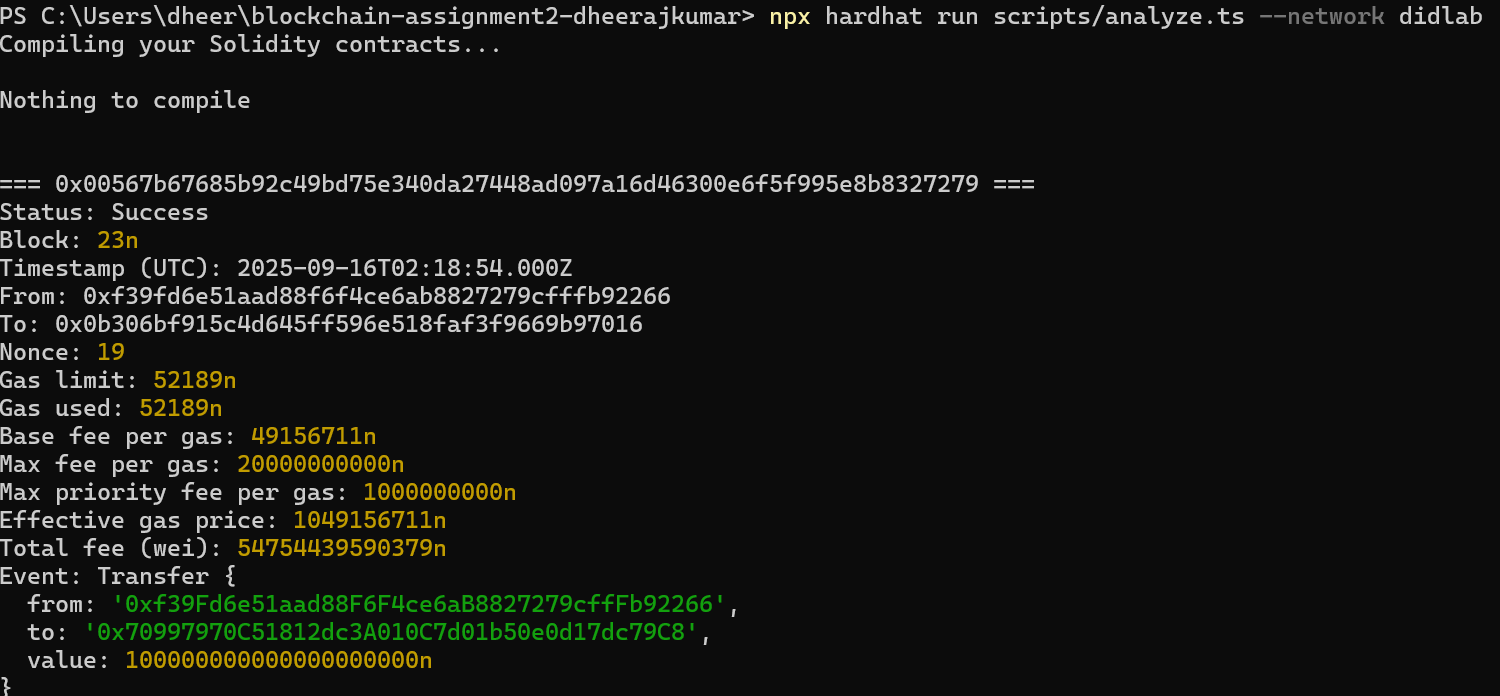 PS C:\Users\dheer\blockchain-assignment2-dheerajkumar> npx hardhat run scripts/analyze.ts --network didlab
Compiling your Solidity contracts...
Nothing to compile
=== 0x00567b67685b92c49bd75e340da27448ad097a16d46300e6f5f995e8b8327279 ===
Status: Success
Block: 23n
Timestamp (UTC): 2025-09-16T02:18:54.000Z
From: 0xf39fd6e51aad88f6f4ce6ab8827279cfffb92266
To: 0x0b306bf915c4d645ff596e518faf3f9669b97016
Nonce: 19
Gas limit: 52189n
Gas used: 52189n
Base fee per gas: 49156711n
Max fee per gas: 20000000000n
Max priority fee per gas: 1000000000n
Effective gas price: 1049156711n
Total fee (wei): 54754439590379n
Event: Transfer {
  from: '0xf39Fd6e51aad88F6F4ce6aB8827279cffFb92266',
  to: '0x70997970C51812dc3A010C7d01b50e0d17dc79C8',
  value: 100000000000000000000n
}